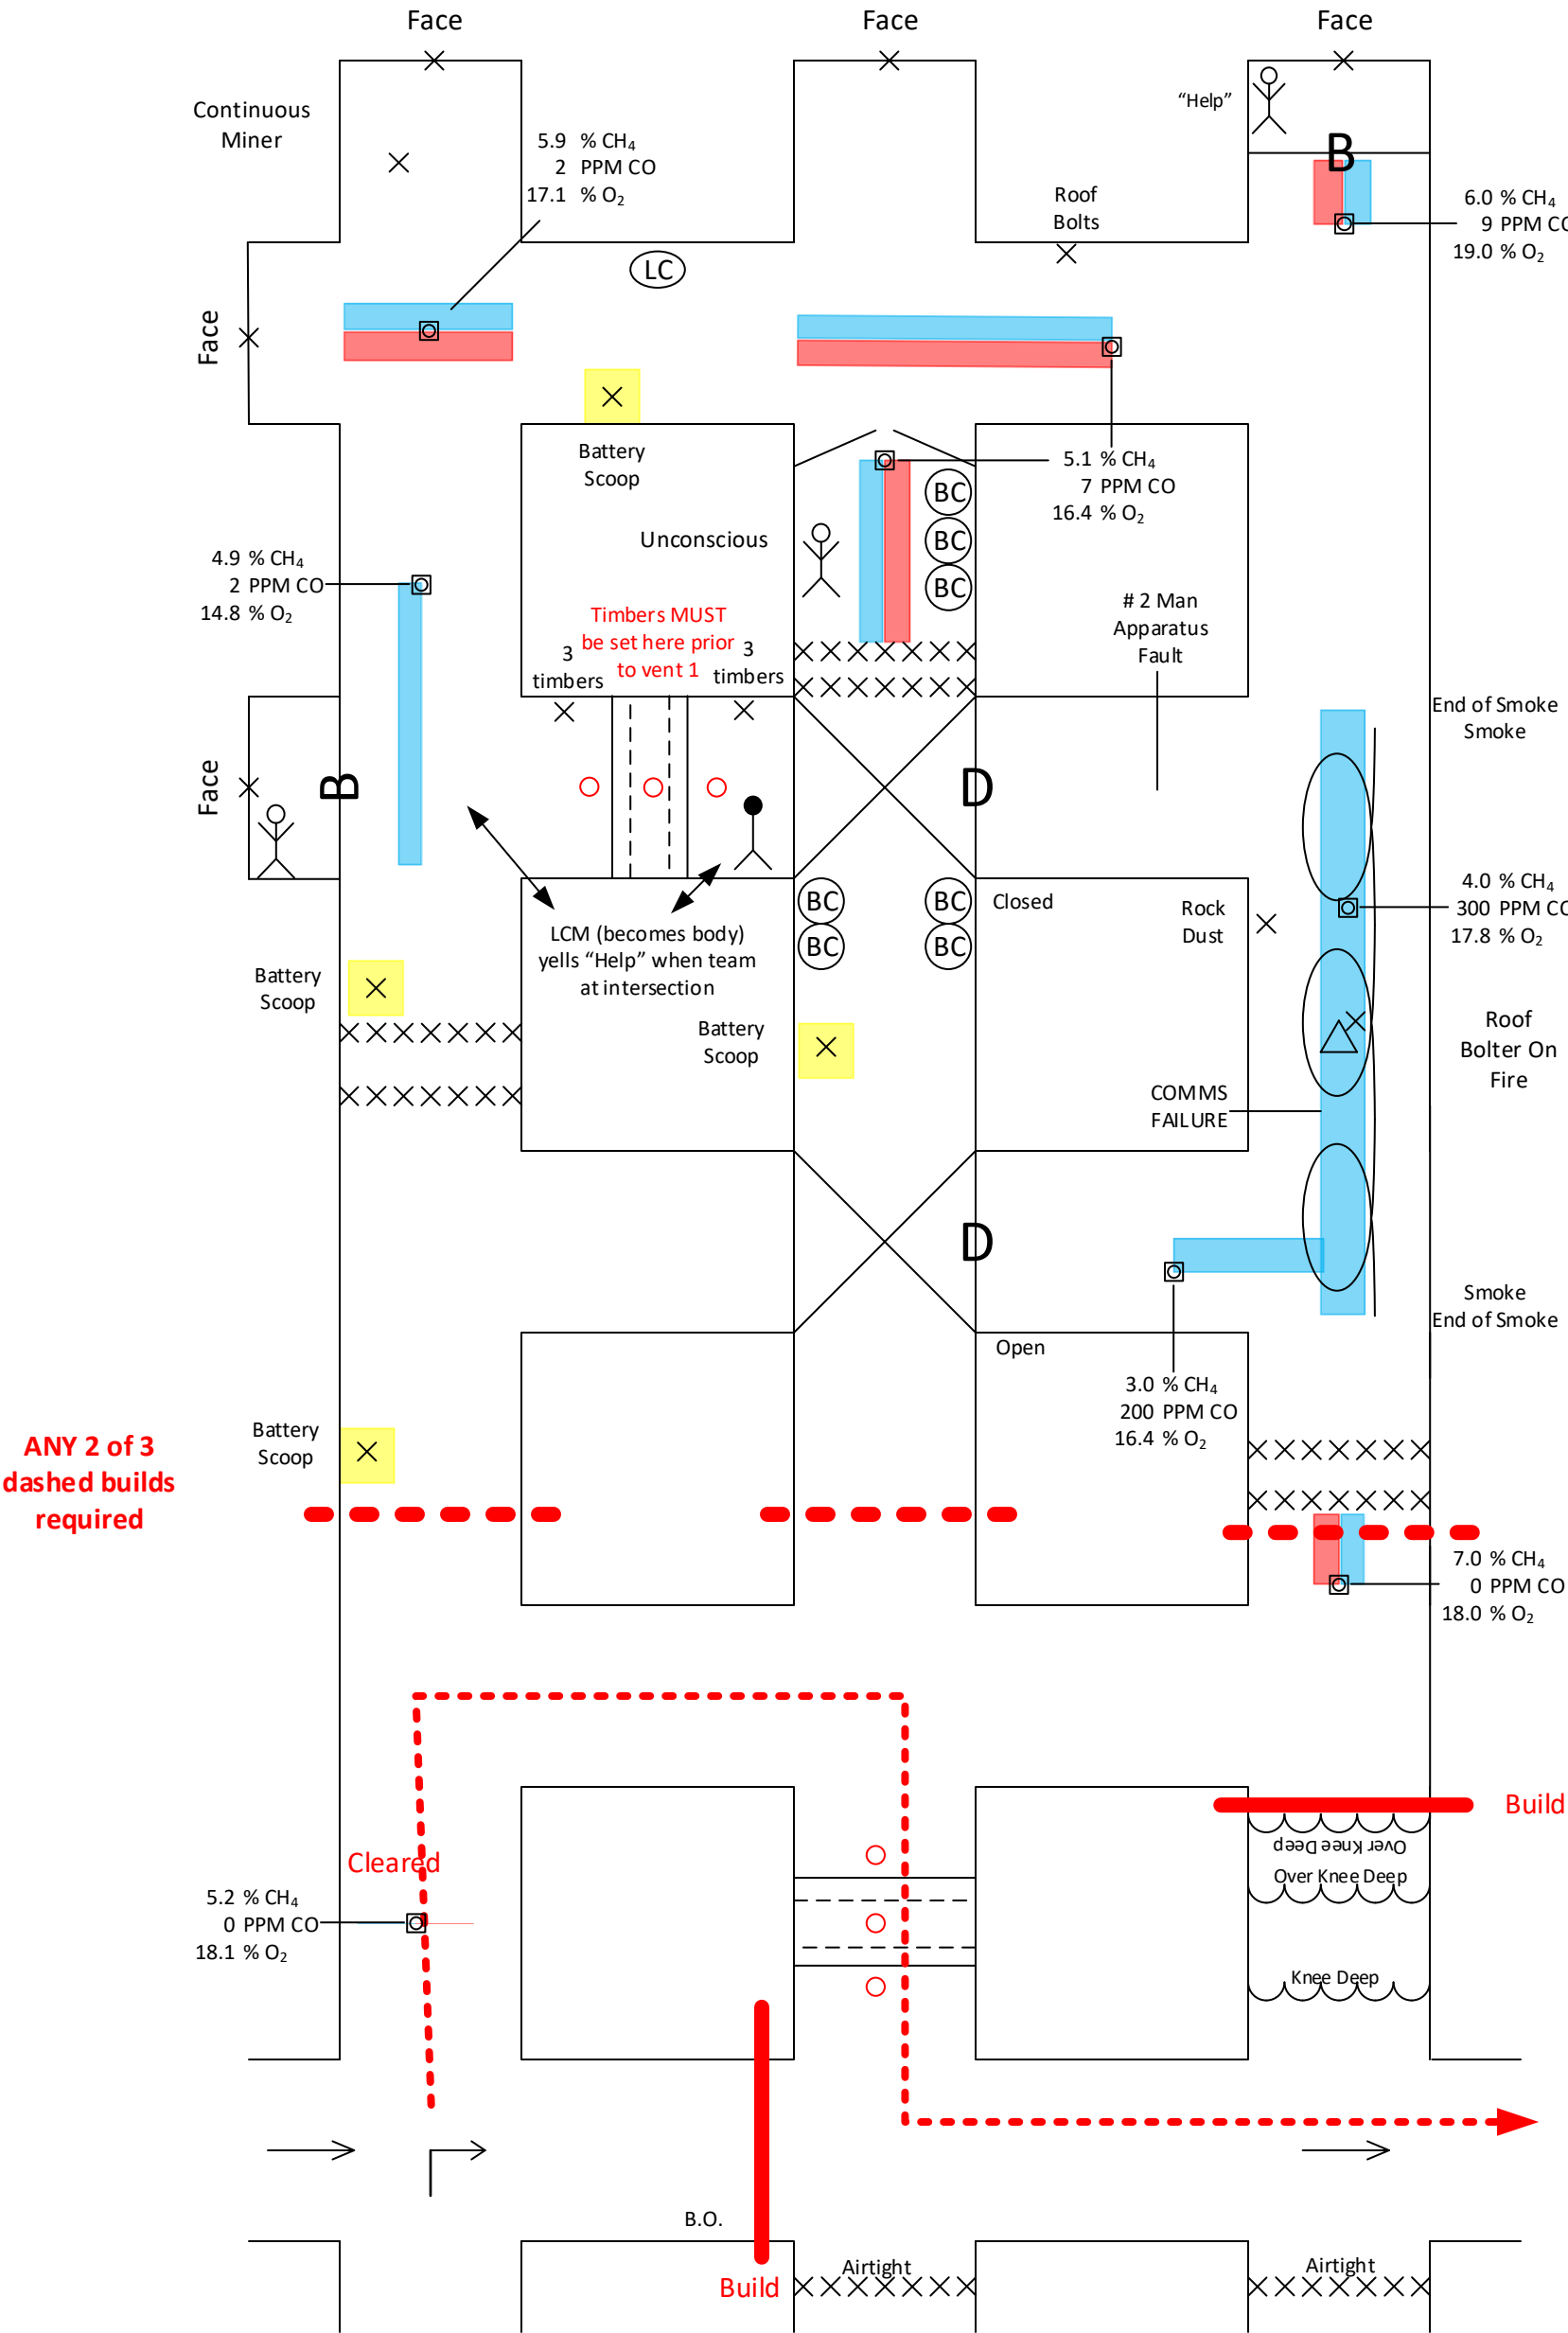 Face
Face
Face
Continuous
Miner
5.9 % CH₄
2 PPM CO
17.1 % O₂
“Help”
B
Roof
Bolts
6.0 % CH₄
9 PPM CO
19.0 % O₂
LC
Face
Battery
Scoop
5.1 % CH₄
7 PPM CO
16.4 % O₂
BC
BC
BC
Unconscious
4.9 % CH₄
2 PPM CO
14.8 % O₂
Timbers MUST
be set here prior
to vent 1
3
timbers
3
timbers
# 2 Man
Apparatus
Fault
End of Smoke
Smoke
Face
B
D
BC
BC
BC
BC
Closed
Rock
Dust
4.0 % CH₄
300 PPM CO
17.8 % O₂
LCM (becomes body)
yells “Help” when team
at intersection
Battery
Scoop
Battery
Scoop
Roof
Bolter On
Fire
COMMS
FAILURE
D
Smoke
End of Smoke
Open
3.0 % CH₄
200 PPM CO
16.4 % O₂
Battery
Scoop
ANY 2 of 3
dashed builds
required
7.0 % CH₄
0 PPM CO
18.0 % O₂
Build
Over Knee Deep
Over Knee Deep
Knee Deep
Cleared
5.2 % CH₄
0 PPM CO
18.1 % O₂
B.O.
Build
Airtight
Airtight